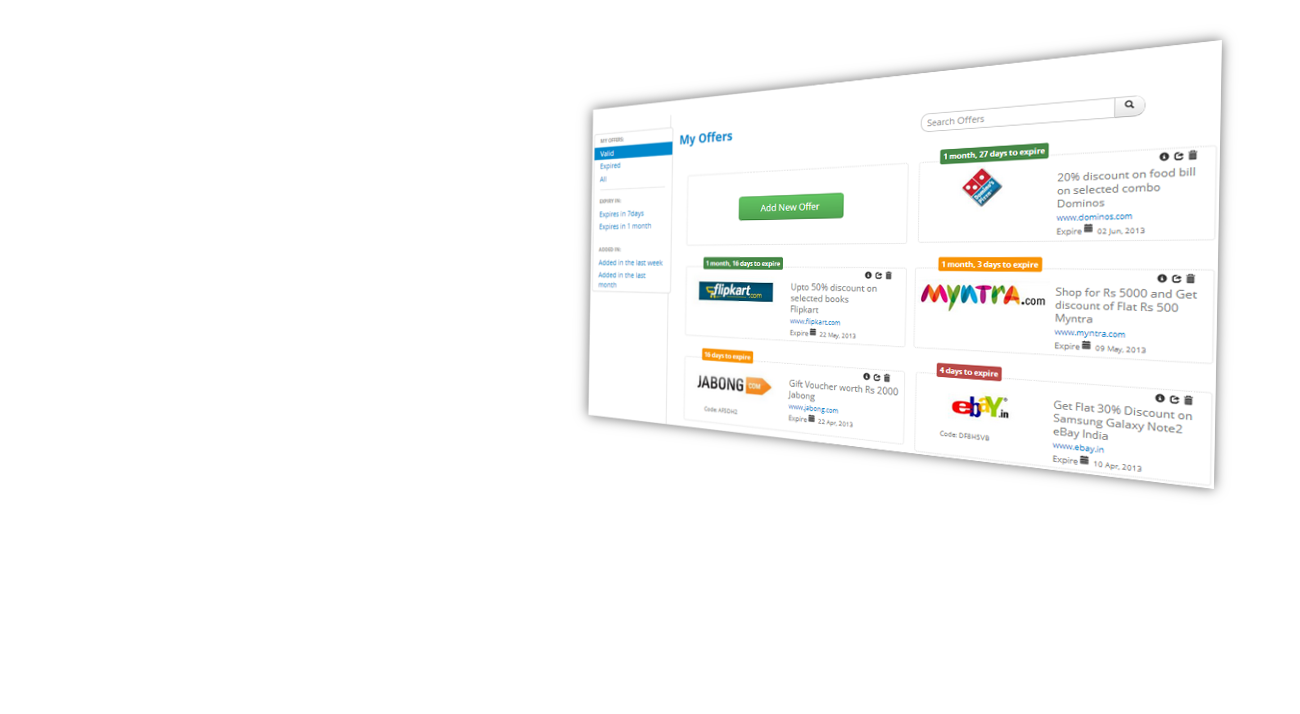 MY OFFERS
Valid
Expired
All
EXPIRY IN:
Expires in 7days
Expires in 1 month
ADDED IN:
Added in the last week
Added in the last
month
My Offers
Search Offers
Add New Offer
1 month, 27 days to expire
Domino's
Pizza
20% discount on food bill
on selected combo
Dominos
www.dominos.com
Expire 02 Jun, 2013
1 month, 16 days to expire
flipkart.com
Upto 50% discount on
selected books
Flipkart
www.flipkart.com
Expire 22 May, 2013
1 month, 3 days to expire
Myntra.com
Shop for Rs 5000 and Get
discount of Flat Rs 500
Myntra
www.myntra.com
Expire 09 May, 2013
16 days to expire
JABONG COM
Code: AFEDH2
Gift Voucher worth Rs 2000
Jabong
www.jabong.com
Expire 22 Apr, 2013
4 days to expire
ebay.in
Code: DFBHSVB
Get Flat 30% Discount on
Samsung Galaxy Note2
eBay India
www.ebay.in
Expire 10 Apr, 2013